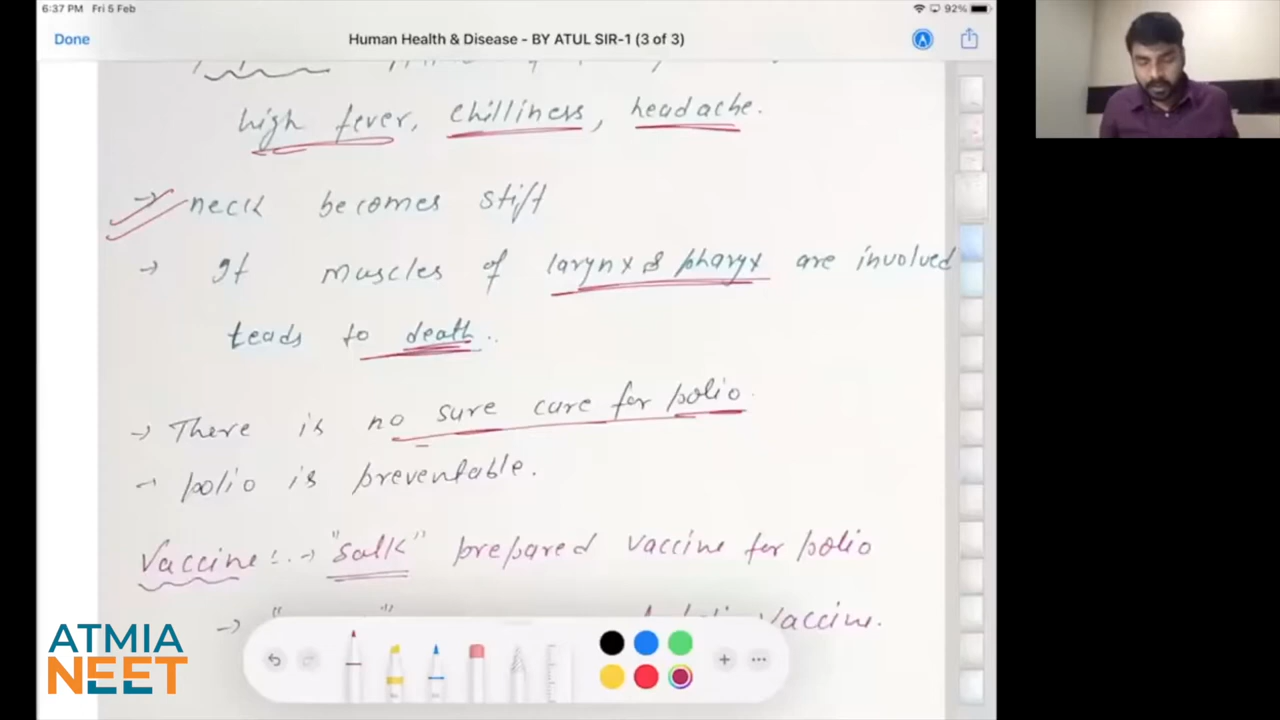 6:37 PM Fri 5 Feb
92%
Done
Human Health & Disease - BY ATUL SIR-1 (3 of 3)
high fever, chilliness, headache.
→ neck becomes stiff
→ If muscles of larynx & pharyx are involved
leads to death.
→ There is no sure cure for polio.
→ polio is preventable.
Vaccine :→ "salk" prepared vaccine for polio
→ vaccine.
ATMIA
NEET